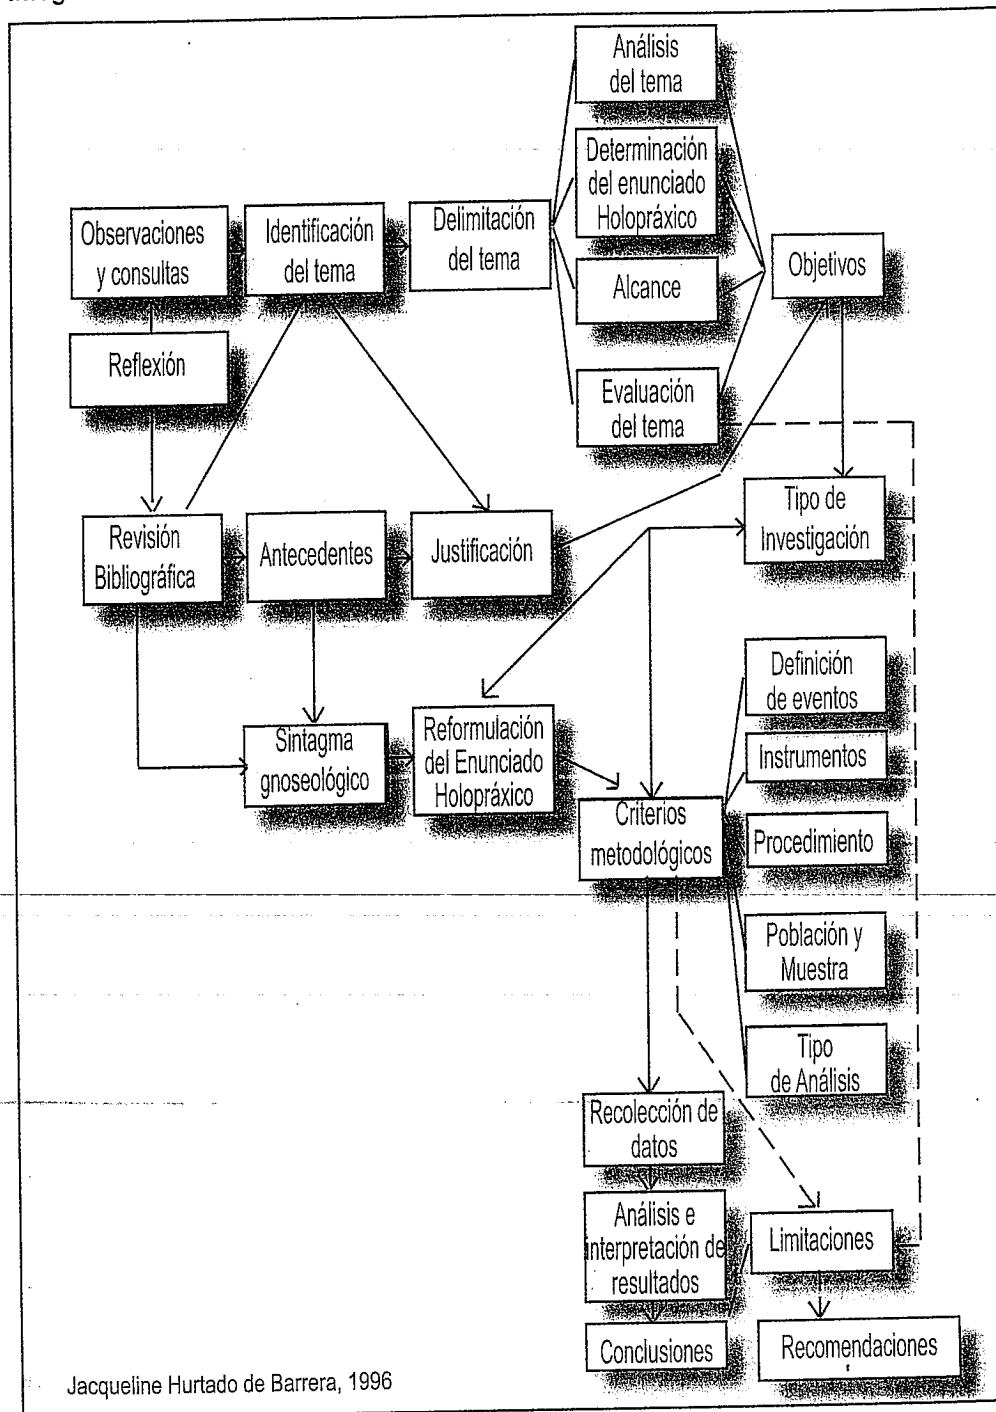 Análisis
del tema
Determinación
del enunciado
Holopráxico
Observaciones
y consultas
Identificación
del tema
Delimitación
del tema
Alcance
Objetivos
Reflexión
Evaluación
del tema
Revisión
Bibliográfica
Antecedentes
Justificación
Tipo de
Investigación
Definición
de eventos
Sintagma
gnoseológico
Reformulación
del Enunciado
Holopráxico
Instrumentos
Criterios
metodológicos
Procedimiento
Población y
Muestra
Tipo
de Análisis
Recolección de
datos
Análisis e
interpretación de
resultados
Limitaciones
Conclusiones
Recomendaciones
Jacqueline Hurtado de Barrera, 1996